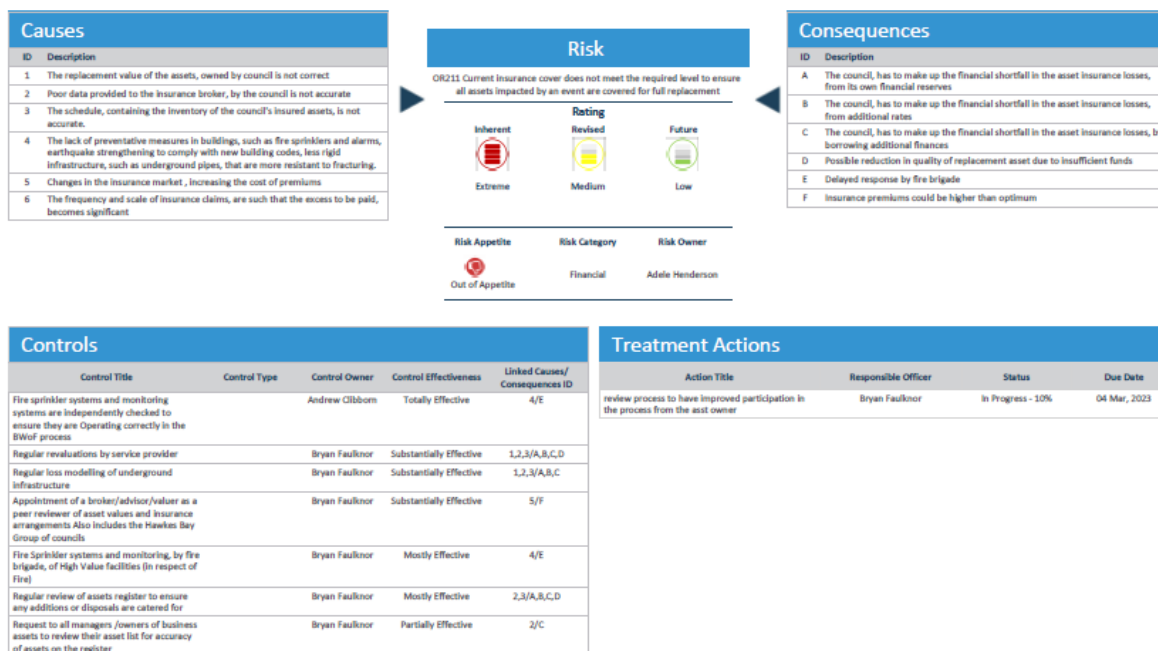 Causes
ID Description
1 The replacement value of the assets, owned by council is not correct
2 Poor data provided to the insurance broker, by the council is not accurate
3 The schedule, containing the inventory of the council's insured assets, is not
accurate.
4 The lack of preventative measures in buildings, such as fire sprinklers and alarms,
earthquake strengthening to comply with new building codes, less rigid
infrastructure, such as underground pipes, that are more resistant to fracturing.
5 Changes in the insurance market , increasing the cost of premiums
6 The frequency and scale of insurance claims, are such that the excess to be paid,
becomes significant
Risk
OR211 Current insurance cover does not meet the required level to ensure
all assets impacted by an event are covered for full replacement
Rating
Inherent Revised Future
Extreme Medium Low
Risk Appetite Risk Category Risk Owner
Out of Appetite Financial Adele Henderson
Consequences
ID Description
A The council, has to make up the financial shortfall in the asset insurance losses,
from its own financial reserves
B The council, has to make up the financial shortfall in the asset insurance losses,
from additional rates
C The council, has to make up the financial shortfall in the asset insurance losses, b
borrowing additional finances
D Possible reduction in quality of replacement asset due to insufficient funds
E Delayed response by fire brigade
F Insurance premiums could be higher than optimum
Controls
Control Title Control Type Control Owner Control Effectiveness Linked Causes/
Consequences ID
Fire sprinkler systems and monitoring Andrew Clibborn Totally Effective 4/E
systems are independently checked to
ensure they are Operating correctly in the
BWoF process
Regular revaluations by service provider Bryan Faulknor Substantially Effective 1,2,3/A,B,C,D
Regular loss modelling of underground Bryan Faulknor Substantially Effective 1,2,3/A,B,C
infrastructure
Appointment of a broker/advisor/valuer as a Bryan Faulknor Substantially Effective 5/F
peer reviewer of asset values and insurance
arrangements Also includes the Hawkes Bay
Group of councils
Fire Sprinkler systems and monitoring, by fire Bryan Faulknor Mostly Effective 4/E
brigade, of High Value facilities (in respect of
Fire)
Regular review of assets register to ensure Bryan Faulknor Mostly Effective 2,3/A,B,C,D
any additions or disposals are catered for
Request to all managers /owners of business Bryan Faulknor Partially Effective 2/C
assets to review their asset list for accuracy
of assets on the register
Treatment Actions
Action Title Responsible Officer Status Due Date
review process to have improved participation in Bryan Faulknor In Progress - 10% 04 Mar, 2023
the process from the asst owner